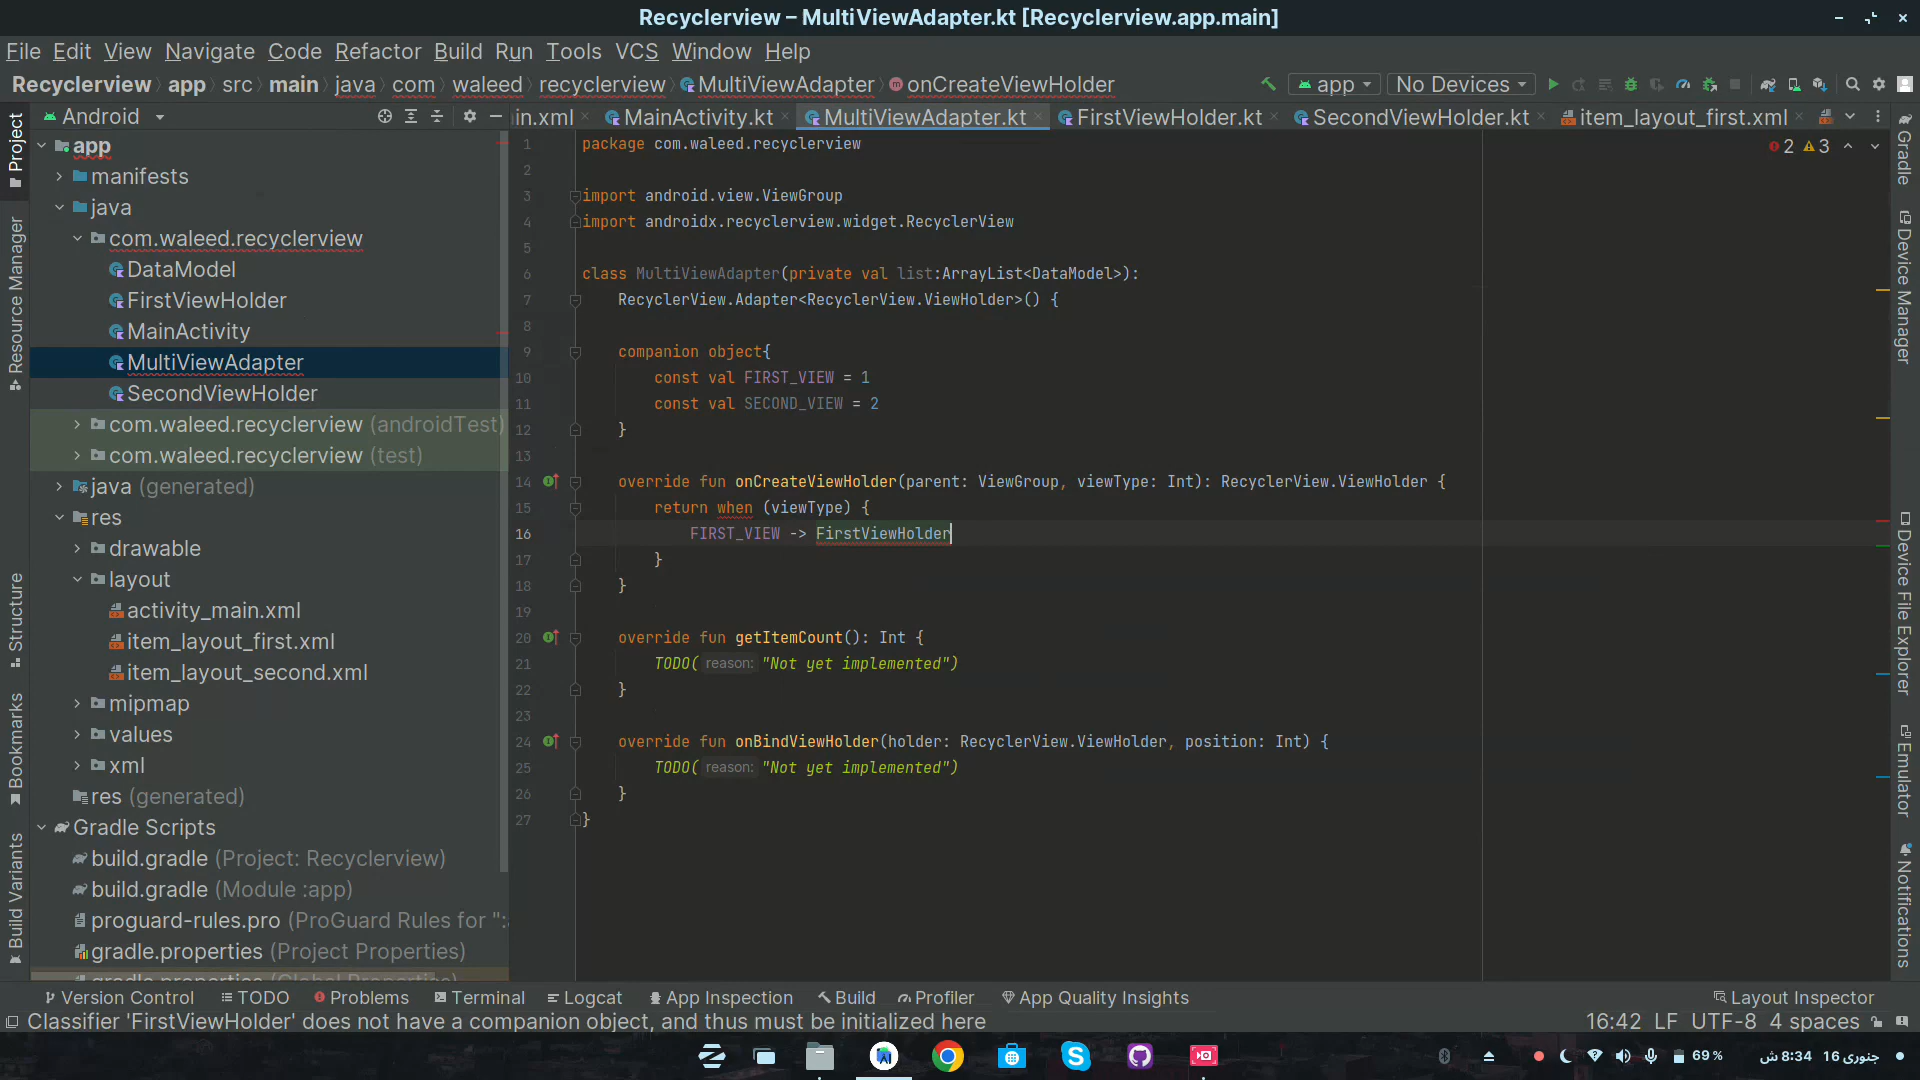 Recyclerview – MultiViewAdapter.kt [Recyclerview.app.main]
File Edit View Navigate Code Refactor Build Run Tools VCS Window Help
Recyclerview app src main java com waleed recyclerview MultiViewAdapter onCreateViewHolder app No Devices
Android in.xml MainActivity.kt MultiViewAdapter.kt FirstViewHolder.kt SecondViewHolder.kt item_layout_first.xml
Project
Resource Manager
Structure
Bookmarks
Build Variants
app
manifests
java
com.waleed.recyclerview
DataModel
FirstViewHolder
MainActivity
MultiViewAdapter
SecondViewHolder
com.waleed.recyclerview (androidTest)
com.waleed.recyclerview (test)
java (generated)
res
drawable
layout
activity_main.xml
item_layout_first.xml
item_layout_second.xml
mipmap
values
xml
res (generated)
Gradle Scripts
build.gradle (Project: Recyclerview)
build.gradle (Module :app)
proguard-rules.pro (ProGuard Rules for ":
gradle.properties (Project Properties)
gradle.properties (Global Properties)
2 3
1 package com.waleed.recyclerview
2
3 import android.view.ViewGroup
4 import androidx.recyclerview.widget.RecyclerView
5
6 class MultiViewAdapter(private val list:ArrayList<DataModel>):
7 RecyclerView.Adapter<RecyclerView.ViewHolder>() {
8
9 companion object{
10 const val FIRST_VIEW = 1
11 const val SECOND_VIEW = 2
12 }
13
14 override fun onCreateViewHolder(parent: ViewGroup, viewType: Int): RecyclerView.ViewHolder {
15 return when (viewType) {
16 FIRST_VIEW -> FirstViewHolder
17 }
18 }
19
20 override fun getItemCount(): Int {
21 TODO( reason: "Not yet implemented")
22 }
23
24 override fun onBindViewHolder(holder: RecyclerView.ViewHolder, position: Int) {
25 TODO( reason: "Not yet implemented")
26 }
27 }
Gradle
Device Manager
Device File Explorer
Emulator
Notifications
Version Control TODO Problems Terminal Logcat App Inspection Build Profiler App Quality Insights Layout Inspector
Classifier 'FirstViewHolder' does not have a companion object, and thus must be initialized here 16:42 LF UTF-8 4 spaces
69 % جنوری 16 8:34 ش